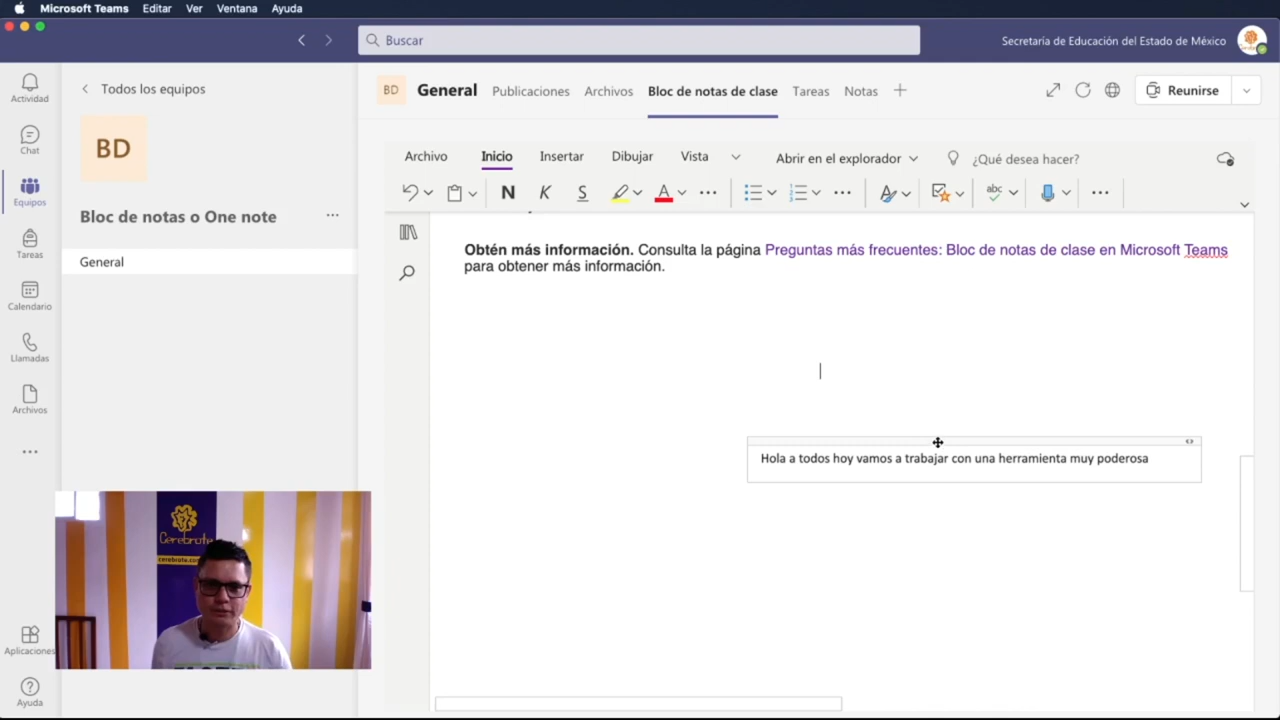 Microsoft Teams Editar Ver Ventana Ayuda
Buscar
Secretaría de Educación del Estado de México
Actividad
Chat
Equipos
Tareas
Calendario
Llamadas
Archivos
Aplicaciones
Ayuda
Todos los equipos
BD
Bloc de notas o One note
General
BD General Publicaciones Archivos Bloc de notas de clase Tareas Notas
Reunirse
Archivo Inicio Insertar Dibujar Vista Abrir en el explorador ¿Qué desea hacer?
N K S A abc
Obtén más información. Consulta la página Preguntas más frecuentes: Bloc de notas de clase en Microsoft Teams
para obtener más información.
Hola a todos hoy vamos a trabajar con una herramienta muy poderosa
Cerebrote